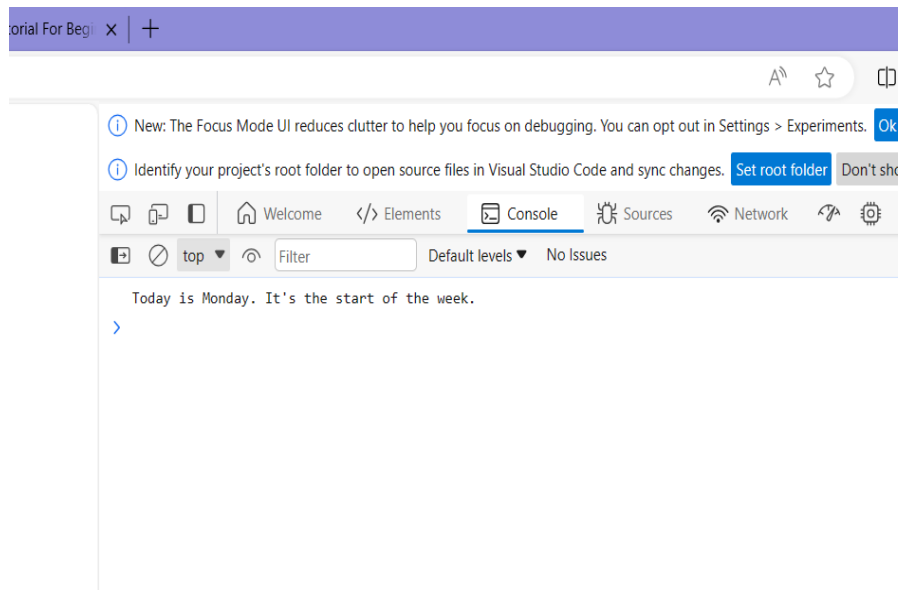 torial For Begi
New: The Focus Mode UI reduces clutter to help you focus on debugging. You can opt out in Settings > Experiments. Ok
Identify your project's root folder to open source files in Visual Studio Code and sync changes. Set root folder Don't sho
Welcome </> Elements Console Sources Network
top Filter Default levels No Issues
Today is Monday. It's the start of the week.
>